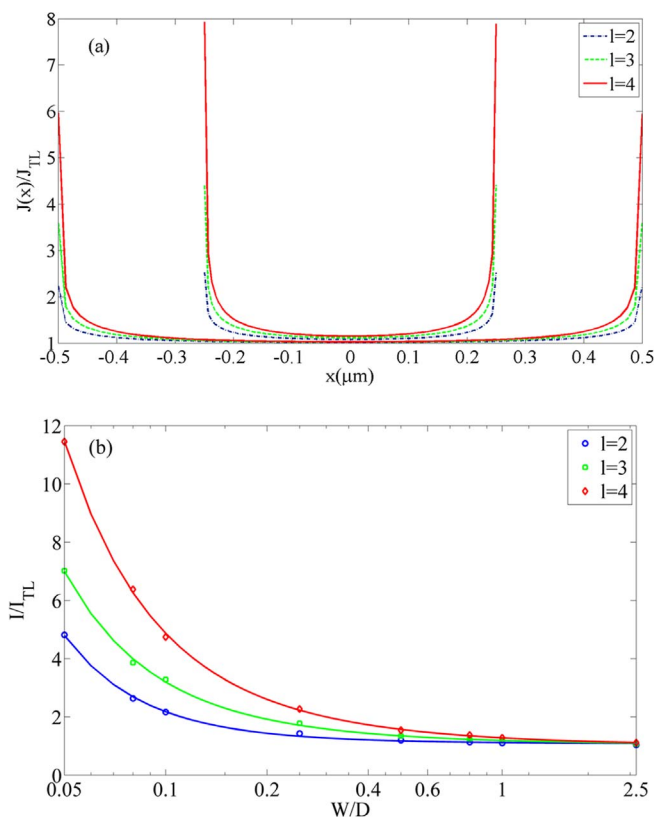 8
7
6
5
4
3
2
1
J(x)/J_TL
(a)
l=2
l=3
l=4
-0.5 -0.4 -0.3 -0.2 -0.1 0 0.1 0.2 0.3 0.4 0.5
x(μm)
12
10
8
6
4
2
0
I/I_TL
(b)
l=2
l=3
l=4
0.05 0.1 0.2 0.4 0.6 1 2.5
W/D